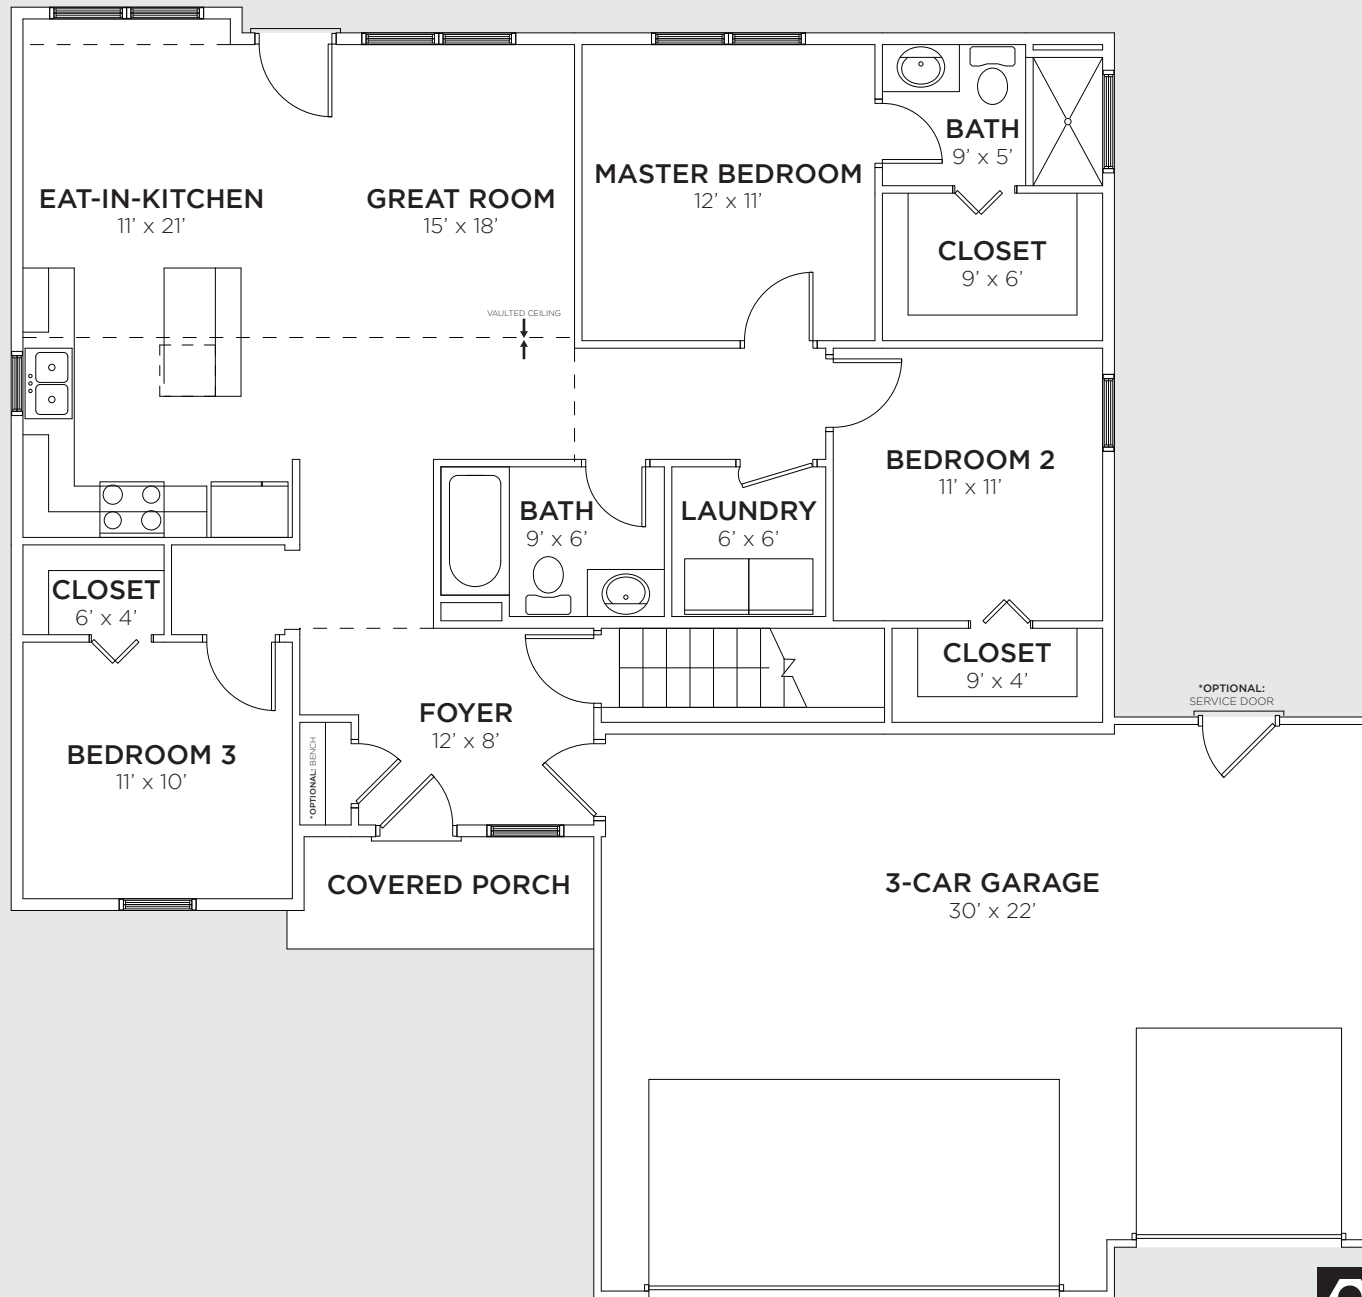 EAT-IN-KITCHEN
11’ x 21’
GREAT ROOM
15’ x 18’
MASTER BEDROOM
12’ x 11’
BATH
9’ x 5’
CLOSET
9’ x 6’
VAULTED CEILING
BEDROOM 2
11’ x 11’
BATH
9’ x 6’
LAUNDRY
6’ x 6’
CLOSET
6’ x 4’
CLOSET
9’ x 4’
*OPTIONAL:
SERVICE DOOR
FOYER
12’ x 8’
*OPTIONAL: BENCH
BEDROOM 3
11’ x 10’
COVERED PORCH
3-CAR GARAGE
30’ x 22’